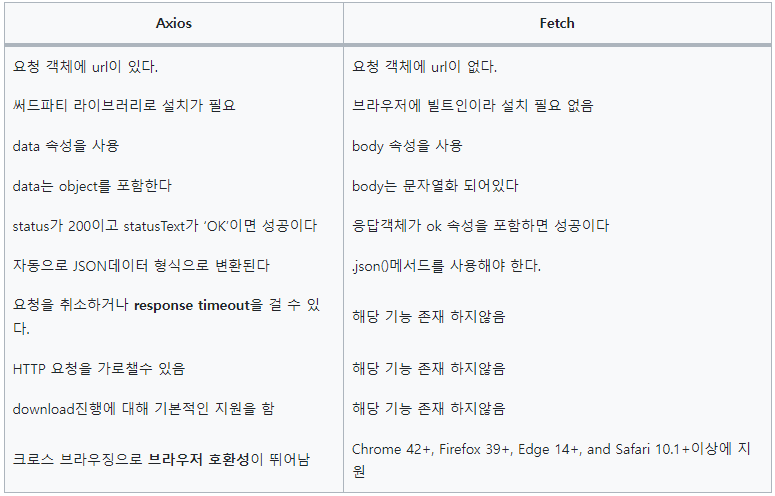 Axios
Fetch
요청 객체에 url이 있다.
요청 객체에 url이 없다.
써드파티 라이브러리로 설치가 필요
브라우저에 빌트인이라 설치 필요 없음
data 속성을 사용
body 속성을 사용
data는 object를 포함한다
body는 문자열화 되어있다
status가 200이고 statusText가 ‘OK’이면 성공이다
응답객체가 ok 속성을 포함하면 성공이다
자동으로 JSON데이터 형식으로 변환된다
.json()메서드를 사용해야 한다.
요청을 취소하거나 response timeout을 걸 수 있
다.
해당 기능 존재 하지않음
HTTP 요청을 가로챌수 있음
해당 기능 존재 하지않음
download진행에 대해 기본적인 지원을 함
해당 기능 존재 하지않음
크로스 브라우징으로 브라우저 호환성이 뛰어남
Chrome 42+, Firefox 39+, Edge 14+, and Safari 10.1+이상에 지
원